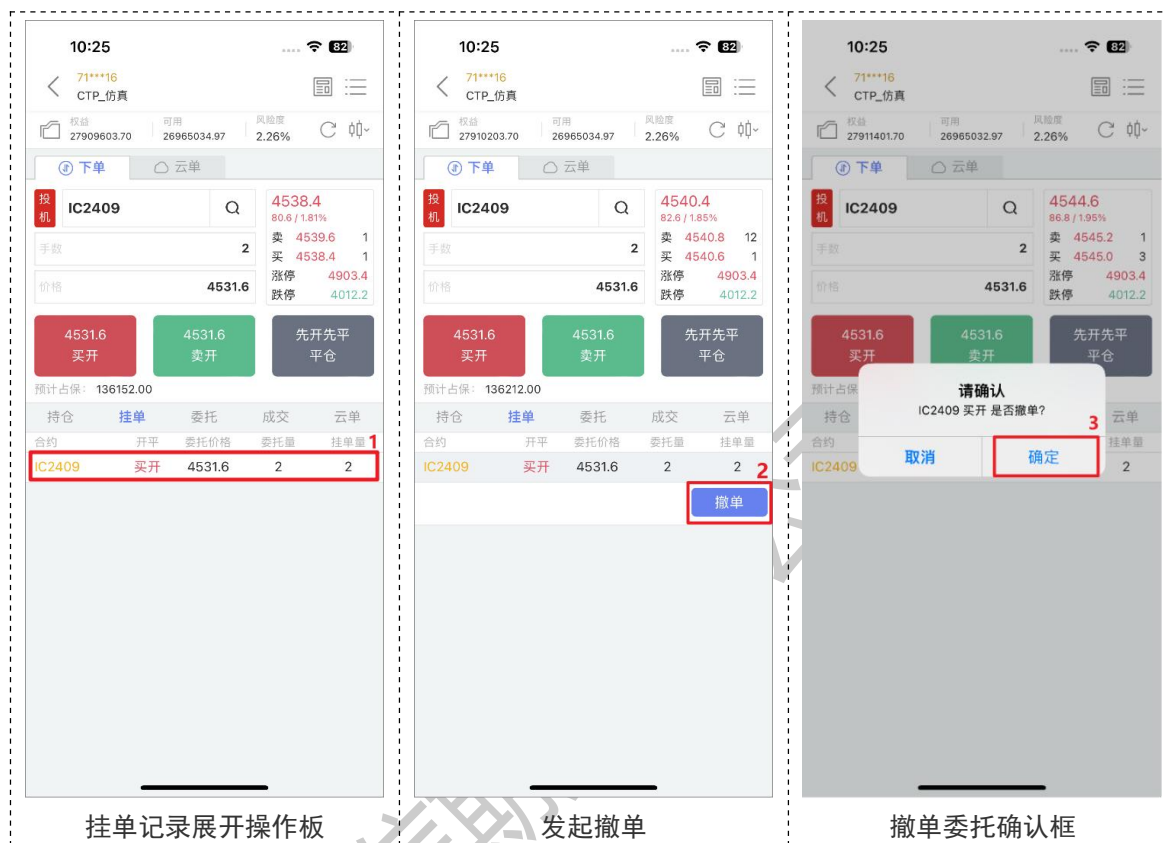 10:25
82
71***16
CTP_仿真
权益
可用
风险度
27909603.70
26965034.97
2.26%
下单
云单
投机
IC2409
4538.4
80.6 / 1.81%
手数
2
卖 4539.6 1
买 4538.4 1
价格
4531.6
涨停 4903.4
跌停 4012.2
4531.6
买开
4531.6
卖开
先开先平
平仓
预计占保: 136152.00
持仓 挂单 委托 成交 云单
合约 开平 委托价格 委托量 挂单量
1
IC2409 买开 4531.6 2 2
挂单记录展开操作板
10:25
82
71***16
CTP_仿真
权益
可用
风险度
27910203.70
26965034.97
2.26%
下单
云单
投机
IC2409
4540.4
82.6 / 1.85%
手数
2
卖 4540.8 12
买 4540.6 1
价格
4531.6
涨停 4903.4
跌停 4012.2
4531.6
买开
4531.6
卖开
先开先平
平仓
预计占保: 136212.00
持仓 挂单 委托 成交 云单
合约 开平 委托价格 委托量 挂单量
IC2409 买开 4531.6 2 2
2
撤单
发起撤单
10:25
82
71***16
CTP_仿真
权益
可用
风险度
27911401.70
26965032.97
2.26%
下单
云单
投机
IC2409
4544.6
86.8 / 1.95%
手数
2
卖 4545.2 1
买 4545.0 3
价格
4531.6
涨停 4903.4
跌停 4012.2
4531.6
买开
4531.6
卖开
先开先平
平仓
预计占保
请确认
IC2409 买开 是否撤单?
3
持仓
云单
合约
挂单量
取消
确定
IC2409
2
撤单委托确认框